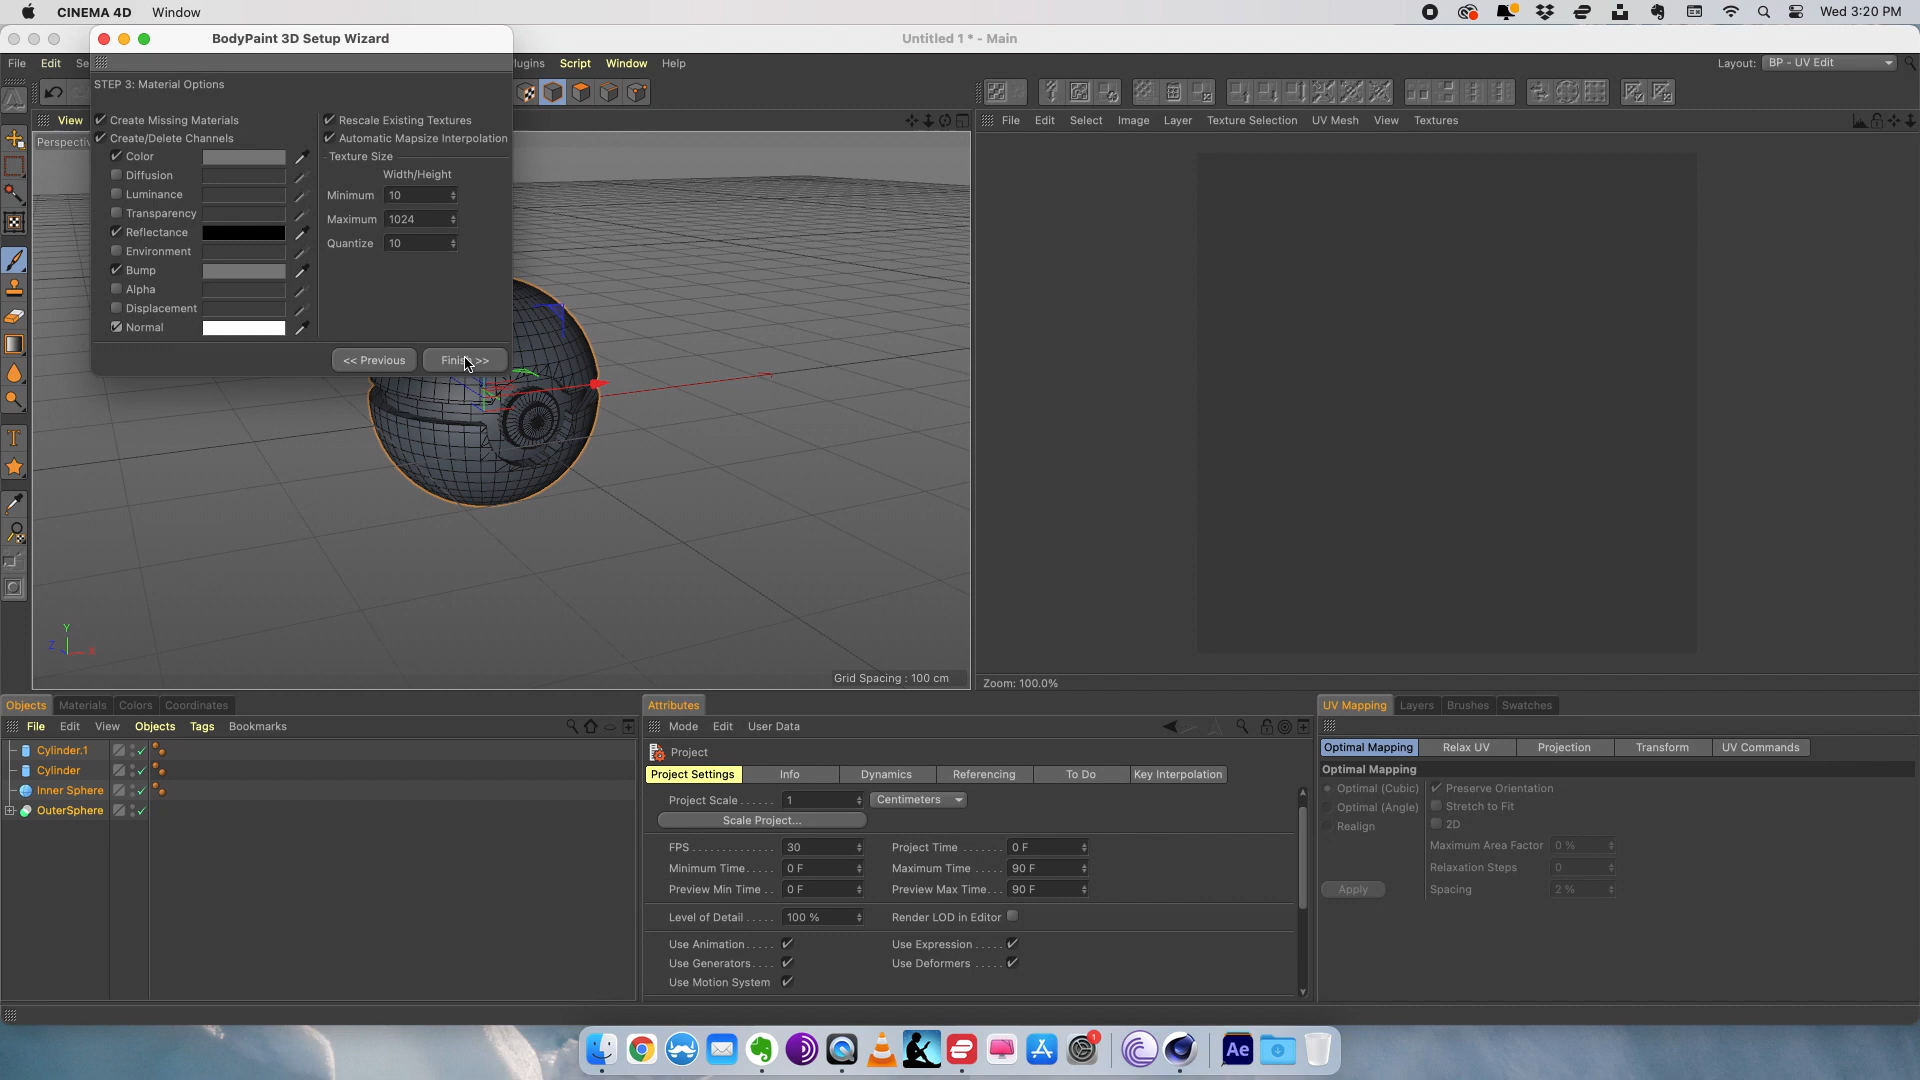 CINEMA 4D Window
Wed 3:20 PM
BodyPaint 3D Setup Wizard
Untitled 1 * - Main
File Edit Se
lugins Script Window Help
Layout: BP - UV Edit
STEP 3: Material Options
Create Missing Materials
Rescale Existing Textures
Create/Delete Channels
Automatic Mapsize Interpolation
Color
Texture Size
Diffusion
Width/Height
Luminance
Minimum 10
Transparency
Maximum 1024
Reflectance
Quantize 10
Environment
Bump
Alpha
Displacement
Normal
<< Previous
Finish >>
View
Perspectiv
File Edit Select Image Layer Texture Selection UV Mesh View Textures
Y
Z X
Grid Spacing : 100 cm
Zoom: 100.0%
Objects Materials Colors Coordinates
File Edit View Objects Tags Bookmarks
Cylinder.1
Cylinder
Inner Sphere
OuterSphere
Attributes
Mode Edit User Data
Project
Project Settings Info Dynamics Referencing To Do Key Interpolation
Project Scale...... 1 Centimeters
Scale Project...
FPS.............. 30 Project Time ....... 0 F
Minimum Time..... 0 F Maximum Time .... 90 F
Preview Min Time .. 0 F Preview Max Time... 90 F
Level of Detail..... 100 % Render LOD in Editor
Use Animation..... Use Expression....
Use Generators.... Use Deformers .....
Use Motion System
UV Mapping Layers Brushes Swatches
Optimal Mapping Relax UV Projection Transform UV Commands
Optimal Mapping
Optimal (Cubic) Preserve Orientation
Optimal (Angle) Stretch to Fit
Realign 2D
Maximum Area Factor 0 %
Relaxation Steps 0
Apply Spacing 2 %
1
Ae